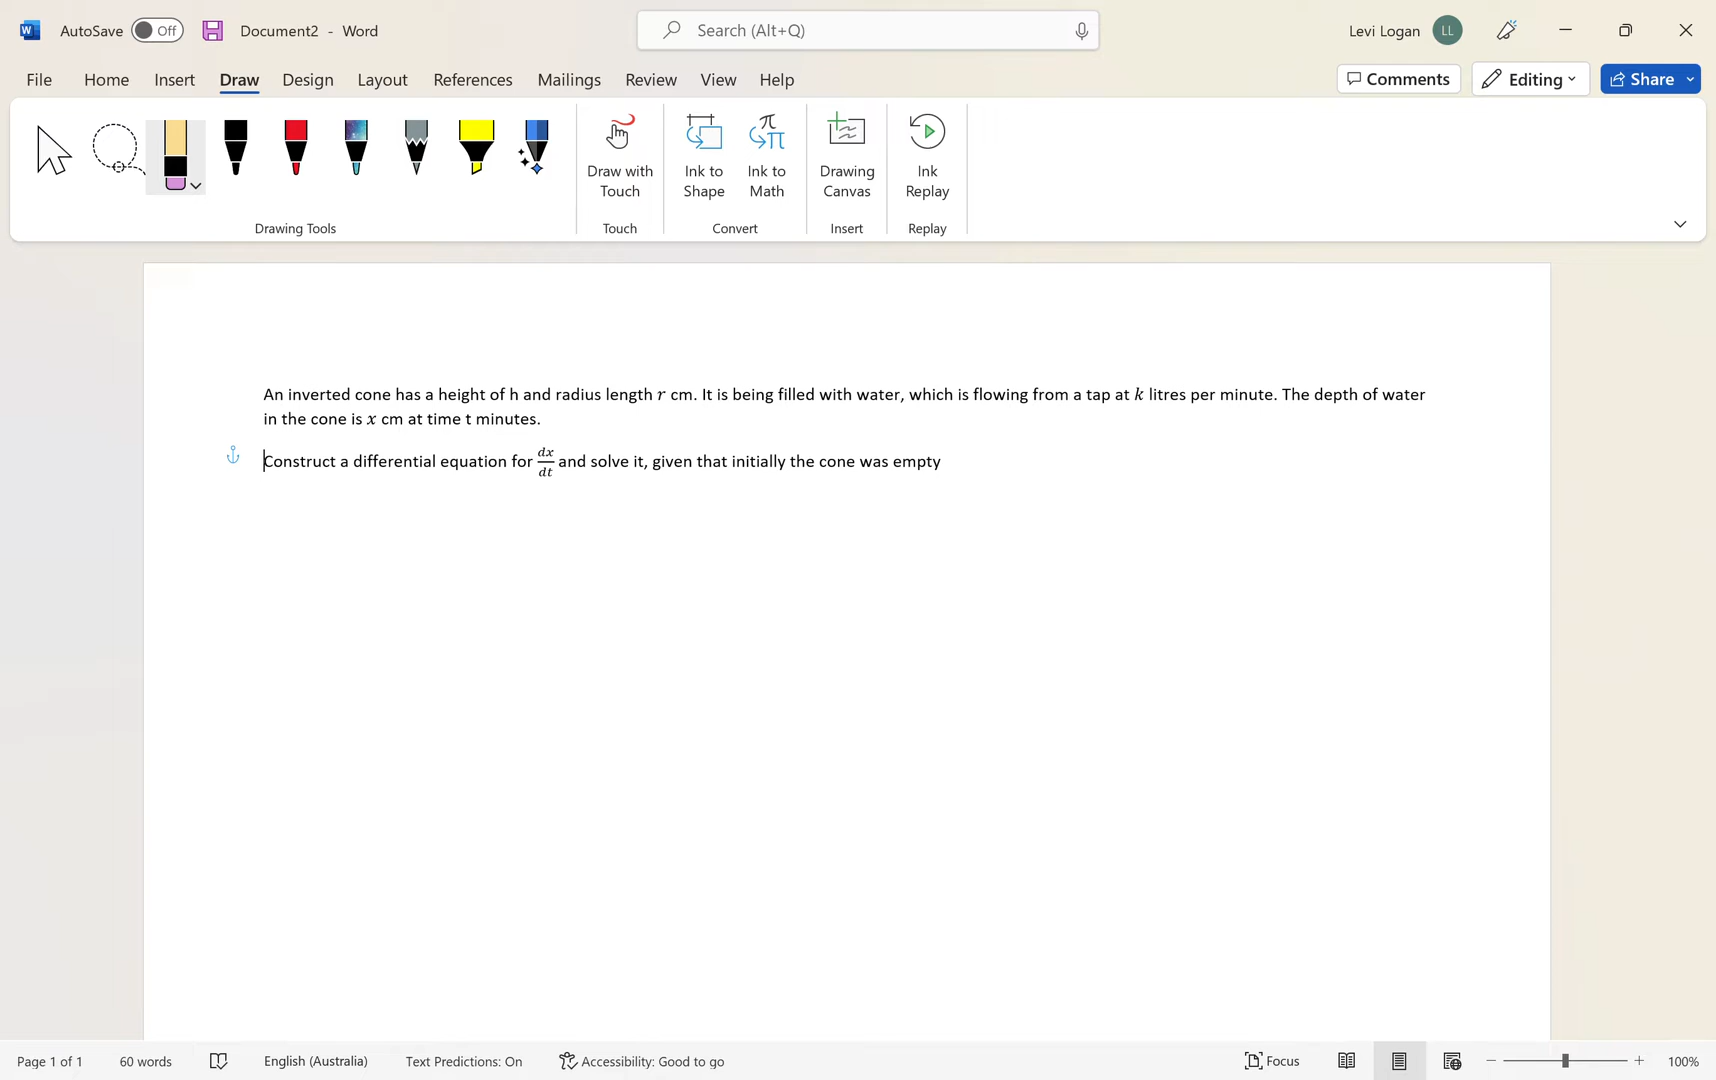 AutoSave Off Document2 - Word Search (Alt+Q) Levi Logan LL
File Home Insert Draw Design Layout References Mailings Review View Help Comments Editing Share
Draw with Touch
Ink to Shape
Ink to Math
Drawing Canvas
Ink Replay
Drawing Tools Touch Convert Insert Replay
An inverted cone has a height of h and radius length r cm. It is being filled with water, which is flowing from a tap at k litres per minute. The depth of water
in the cone is x cm at time t minutes.
Construct a differential equation for dx/dt and solve it, given that initially the cone was empty
Page 1 of 1 60 words English (Australia) Text Predictions: On Accessibility: Good to go Focus 100%